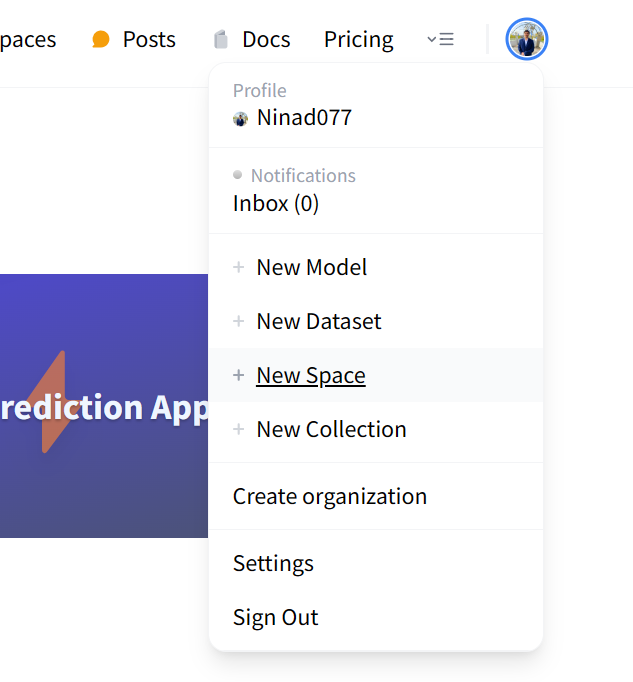 paces Posts Docs Pricing
Profile
Ninad077
Notifications
Inbox (0)
+ New Model
+ New Dataset
+ New Space
rediction App
+ New Collection
Create organization
Settings
Sign Out